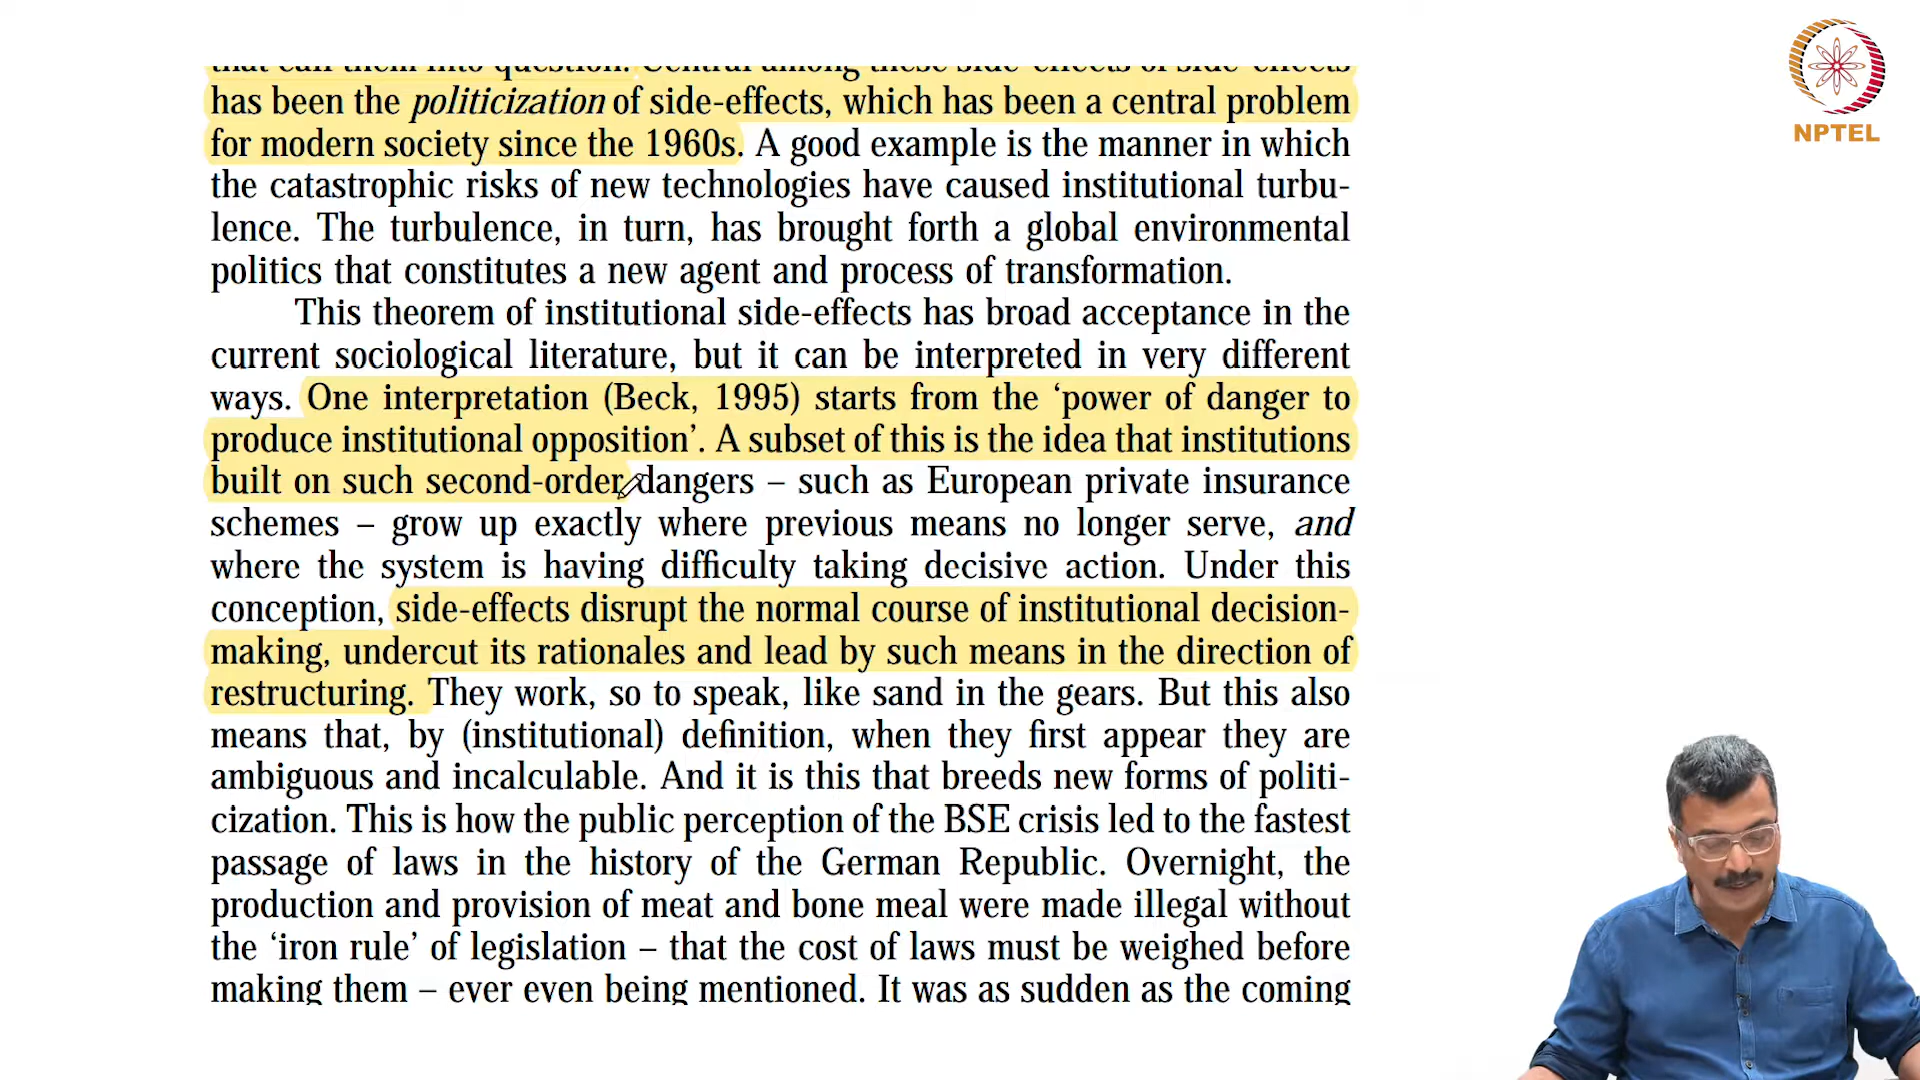 that call them into question. Central among these side-effects of side-effects
has been the politicization of side-effects, which has been a central problem
for modern society since the 1960s. A good example is the manner in which
the catastrophic risks of new technologies have caused institutional turbu-
lence. The turbulence, in turn, has brought forth a global environmental
politics that constitutes a new agent and process of transformation.
This theorem of institutional side-effects has broad acceptance in the
current sociological literature, but it can be interpreted in very different
ways. One interpretation (Beck, 1995) starts from the ‘power of danger to
produce institutional opposition’. A subset of this is the idea that institutions
built on such second-order dangers – such as European private insurance
schemes – grow up exactly where previous means no longer serve, and
where the system is having difficulty taking decisive action. Under this
conception, side-effects disrupt the normal course of institutional decision-
making, undercut its rationales and lead by such means in the direction of
restructuring. They work, so to speak, like sand in the gears. But this also
means that, by (institutional) definition, when they first appear they are
ambiguous and incalculable. And it is this that breeds new forms of politi-
cization. This is how the public perception of the BSE crisis led to the fastest
passage of laws in the history of the German Republic. Overnight, the
production and provision of meat and bone meal were made illegal without
the ‘iron rule’ of legislation – that the cost of laws must be weighed before
making them – ever even being mentioned. It was as sudden as the coming
NPTEL